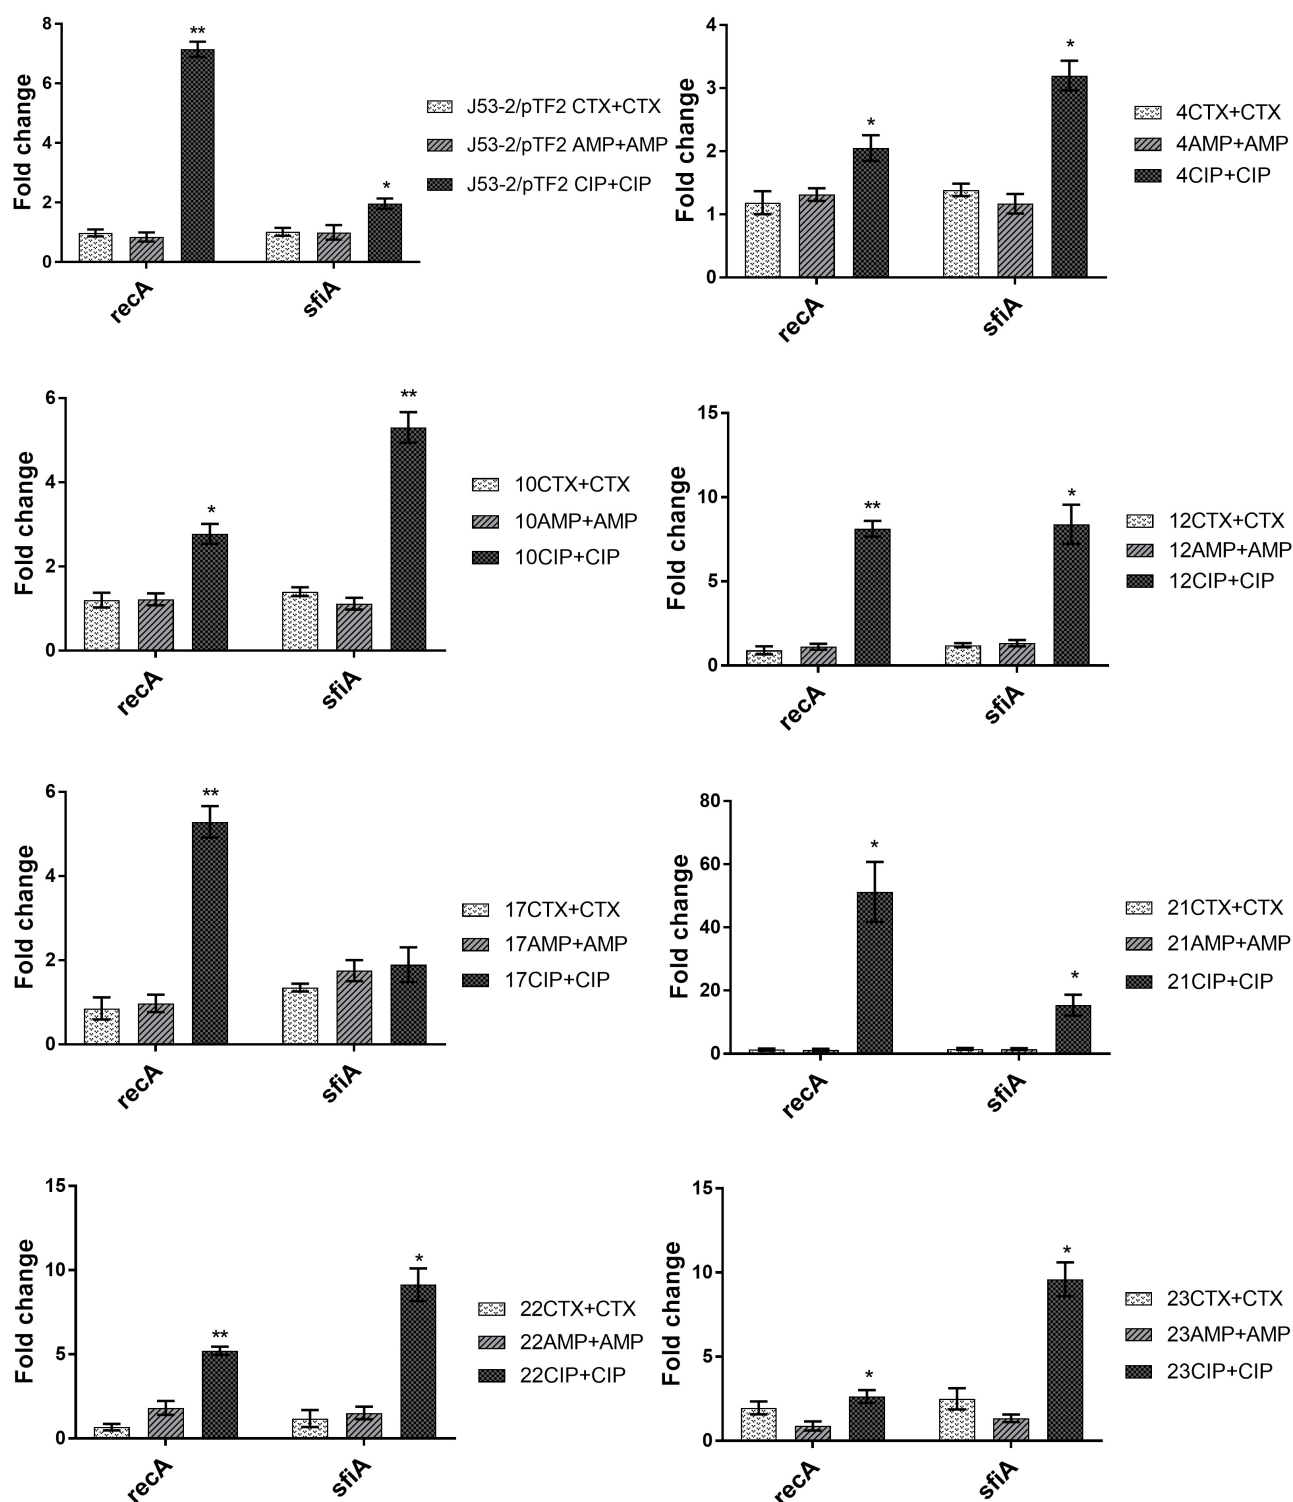 8
6
4
2
0
Fold change
**
*
recA
sfiA
J53-2/pTF2 CTX+CTX
J53-2/pTF2 AMP+AMP
J53-2/pTF2 CIP+CIP
4
3
2
1
0
Fold change
*
*
recA
sfiA
4CTX+CTX
4AMP+AMP
4CIP+CIP
6
4
2
0
Fold change
*
**
recA
sfiA
10CTX+CTX
10AMP+AMP
10CIP+CIP
15
10
5
0
Fold change
**
*
recA
sfiA
12CTX+CTX
12AMP+AMP
12CIP+CIP
6
4
2
0
Fold change
**
recA
sfiA
17CTX+CTX
17AMP+AMP
17CIP+CIP
80
60
40
20
0
Fold change
*
*
recA
sfiA
21CTX+CTX
21AMP+AMP
21CIP+CIP
15
10
5
0
Fold change
**
*
recA
sfiA
22CTX+CTX
22AMP+AMP
22CIP+CIP
15
10
5
0
Fold change
*
*
recA
sfiA
23CTX+CTX
23AMP+AMP
23CIP+CIP